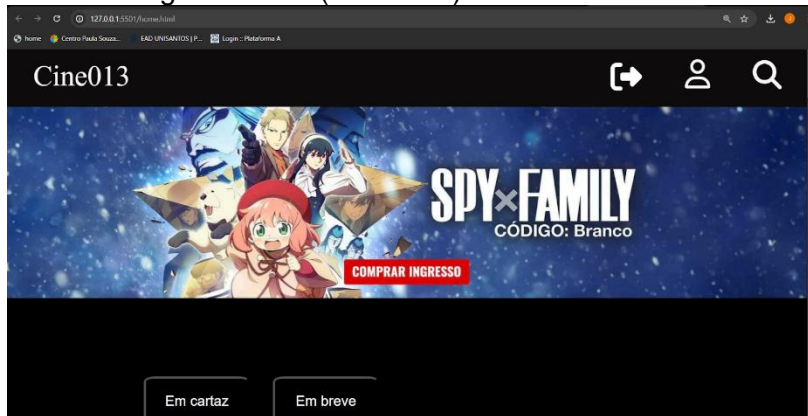 127.0.0.1:5501/home.html
home Centro Paula Souza... EAD UNISANTOS | P... Login :: Plataforma A
Cine013
SPY×FAMILY
CÓDIGO: Branco
COMPRAR INGRESSO
Em cartaz Em breve